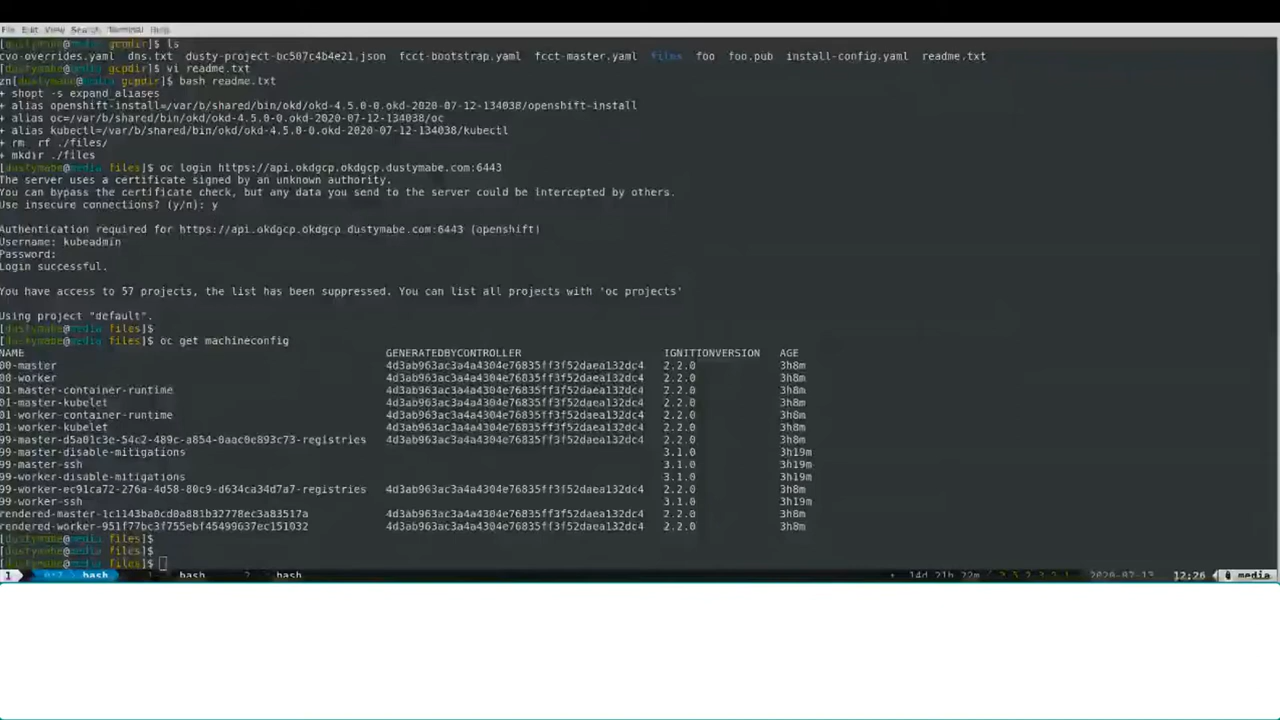 File Edit View Search Terminal Help
[dustymabe@media gcpdir]$ ls
cvo-overrides.yaml dns.txt dusty-project-bc507c4b4e21.json fcct-bootstrap.yaml fcct-master.yaml files foo foo.pub install-config.yaml readme.txt
[dustymabe@media gcpdir]$ vi readme.txt
zn[dustymabe@media gcpdir]$ bash readme.txt
+ shopt -s expand_aliases
+ alias openshift-install=/var/b/shared/bin/okd/okd-4.5.0-0.okd-2020-07-12-134038/openshift-install
+ alias oc=/var/b/shared/bin/okd/okd-4.5.0-0.okd-2020-07-12-134038/oc
+ alias kubectl=/var/b/shared/bin/okd/okd-4.5.0-0.okd-2020-07-12-134038/kubectl
+ rm rf ./files/
+ mkdir ./files
[dustymabe@media files]$ oc login https://api.okdgcp.okdgcp.dustymabe.com:6443
The server uses a certificate signed by an unknown authority.
You can bypass the certificate check, but any data you send to the server could be intercepted by others.
Use insecure connections? (y/n): y
Authentication required for https://api.okdgcp.okdgcp.dustymabe.com:6443 (openshift)
Username: kubeadmin
Password:
Login successful.
You have access to 57 projects, the list has been suppressed. You can list all projects with 'oc projects'
Using project "default".
[dustymabe@media files]$
[dustymabe@media files]$ oc get machineconfig
NAME GENERATEDBYCONTROLLER IGNITIONVERSION AGE
00-master 4d3ab963ac3a4a4304e76835ff3f52daea132dc4 2.2.0 3h8m
00-worker 4d3ab963ac3a4a4304e76835ff3f52daea132dc4 2.2.0 3h8m
01-master-container-runtime 4d3ab963ac3a4a4304e76835ff3f52daea132dc4 2.2.0 3h8m
01-master-kubelet 4d3ab963ac3a4a4304e76835ff3f52daea132dc4 2.2.0 3h8m
01-worker-container-runtime 4d3ab963ac3a4a4304e76835ff3f52daea132dc4 2.2.0 3h8m
01-worker-kubelet 4d3ab963ac3a4a4304e76835ff3f52daea132dc4 2.2.0 3h8m
99-master-d5a01c3e-54c2-489c-a854-0aac0e893c73-registries 4d3ab963ac3a4a4304e76835ff3f52daea132dc4 2.2.0 3h8m
99-master-disable-mitigations 3.1.0 3h19m
99-master-ssh 3.1.0 3h19m
99-worker-disable-mitigations 3.1.0 3h19m
99-worker-ec91ca72-276a-4d58-80c9-d634ca34d7a7-registries 4d3ab963ac3a4a4304e76835ff3f52daea132dc4 2.2.0 3h8m
99-worker-ssh 3.1.0 3h19m
rendered-master-1c1143ba0cd0a881b32778ec3a83517a 4d3ab963ac3a4a4304e76835ff3f52daea132dc4 2.2.0 3h8m
rendered-worker-951f77bc3f755ebf45499637ec151032 4d3ab963ac3a4a4304e76835ff3f52daea132dc4 2.2.0 3h8m
[dustymabe@media files]$
[dustymabe@media files]$
[dustymabe@media files]$
1 bash 1 bash 2 bash 14d 21h 22m 2020-07-13 12:26 media